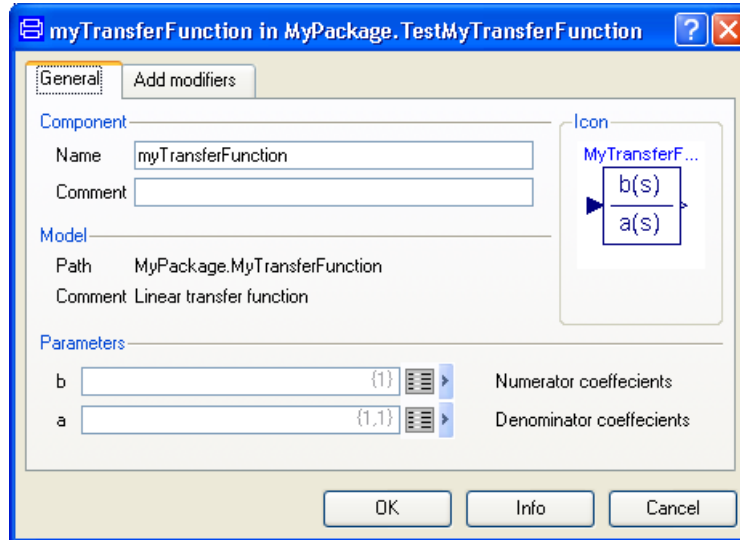 myTransferFunction in MyPackage.TestMyTransferFunction
General Add modifiers
Component
Name myTransferFunction
Comment
Icon
MyTransferF...
b(s)
a(s)
Model
Path MyPackage.MyTransferFunction
Comment Linear transfer function
Parameters
b {1} Numerator coeffecients
a {1,1} Denominator coeffecients
OK Info Cancel